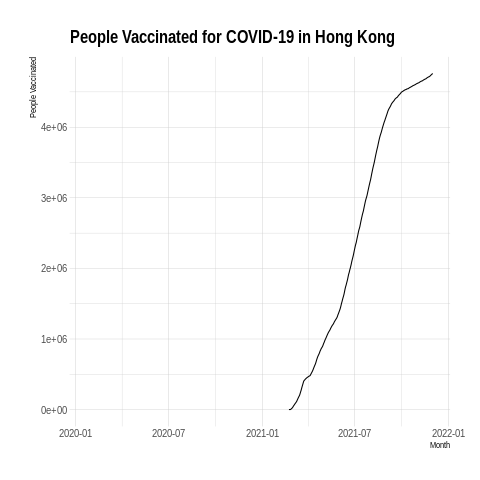 People Vaccinated for COVID-19 in Hong Kong
People Vaccinated
4e+06
3e+06
2e+06
1e+06
0e+00
2020-01 2020-07 2021-01 2021-07 2022-01
Month